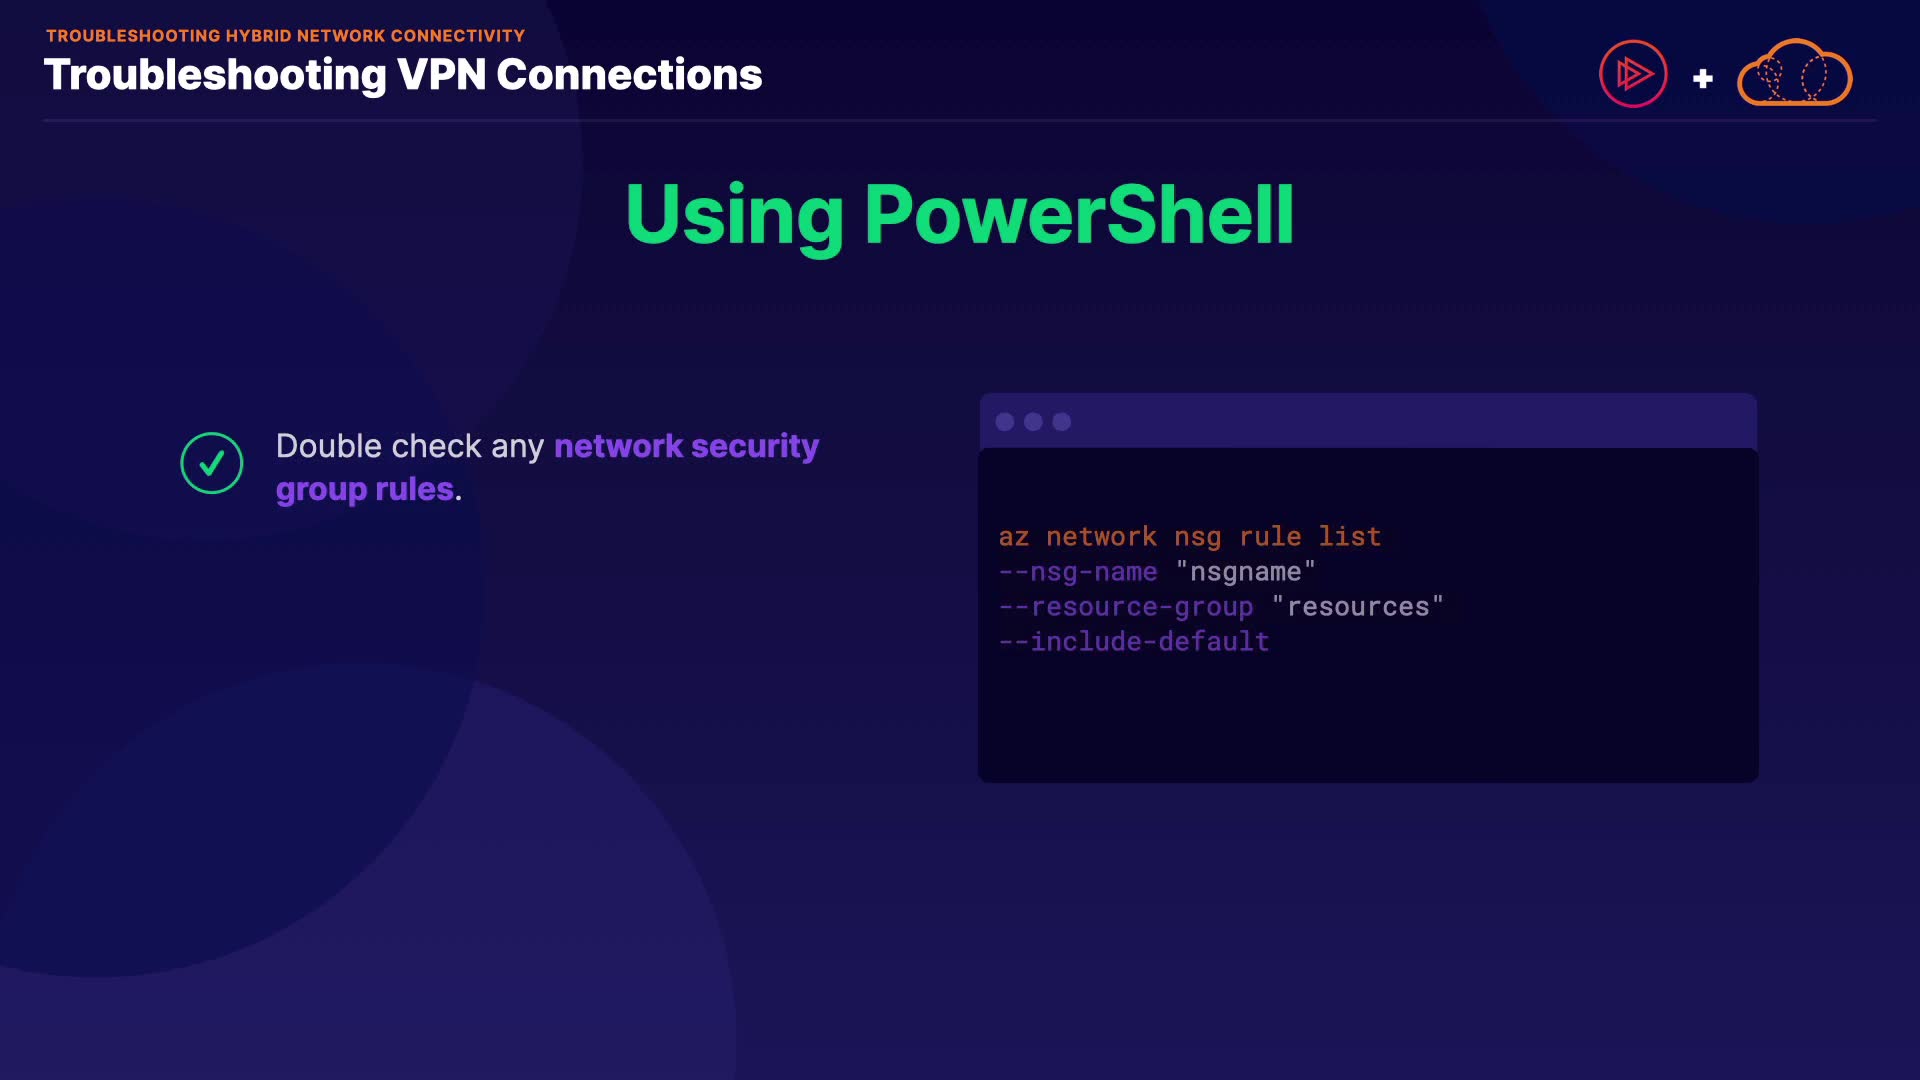 TROUBLESHOOTING HYBRID NETWORK CONNECTIVITY
Troubleshooting VPN Connections
+
Using PowerShell
Double check any network security
group rules.
az network nsg rule list
--nsg-name "nsgname"
--resource-group "resources"
--include-default